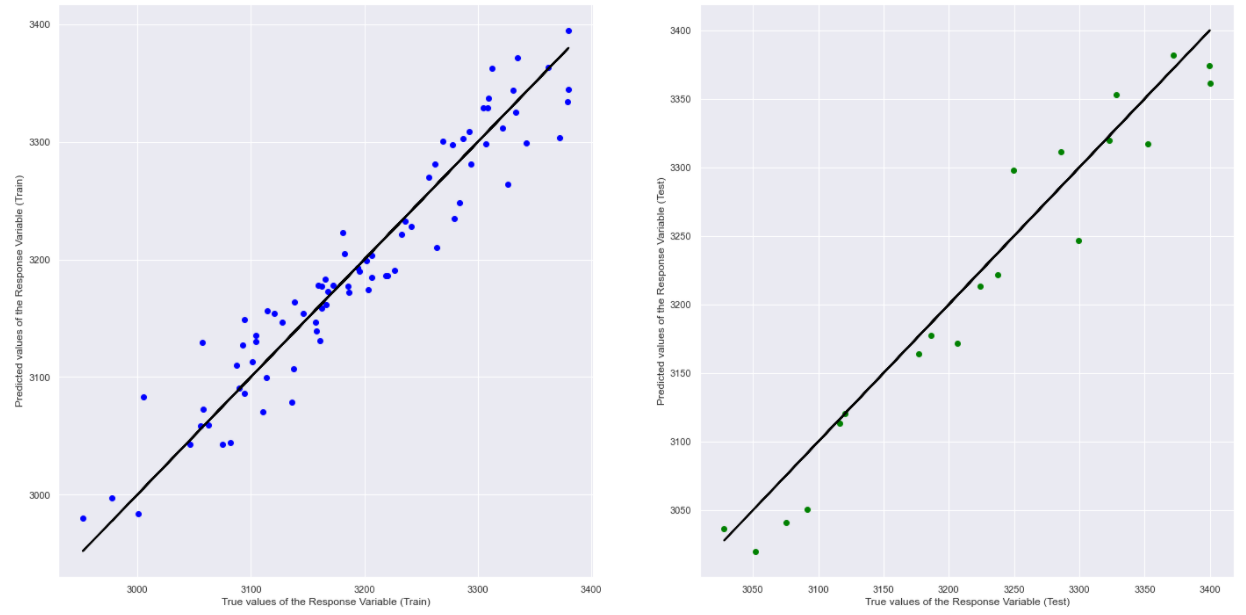 3400
3300
3200
3100
3000
Predicted values of the Response Variable (Train)
3000 3100 3200 3300 3400
True values of the Response Variable (Train)
3400
3350
3300
3250
3200
3150
3100
3050
Predicted values of the Response Variable (Test)
3050 3100 3150 3200 3250 3300 3350 3400
True values of the Response Variable (Test)